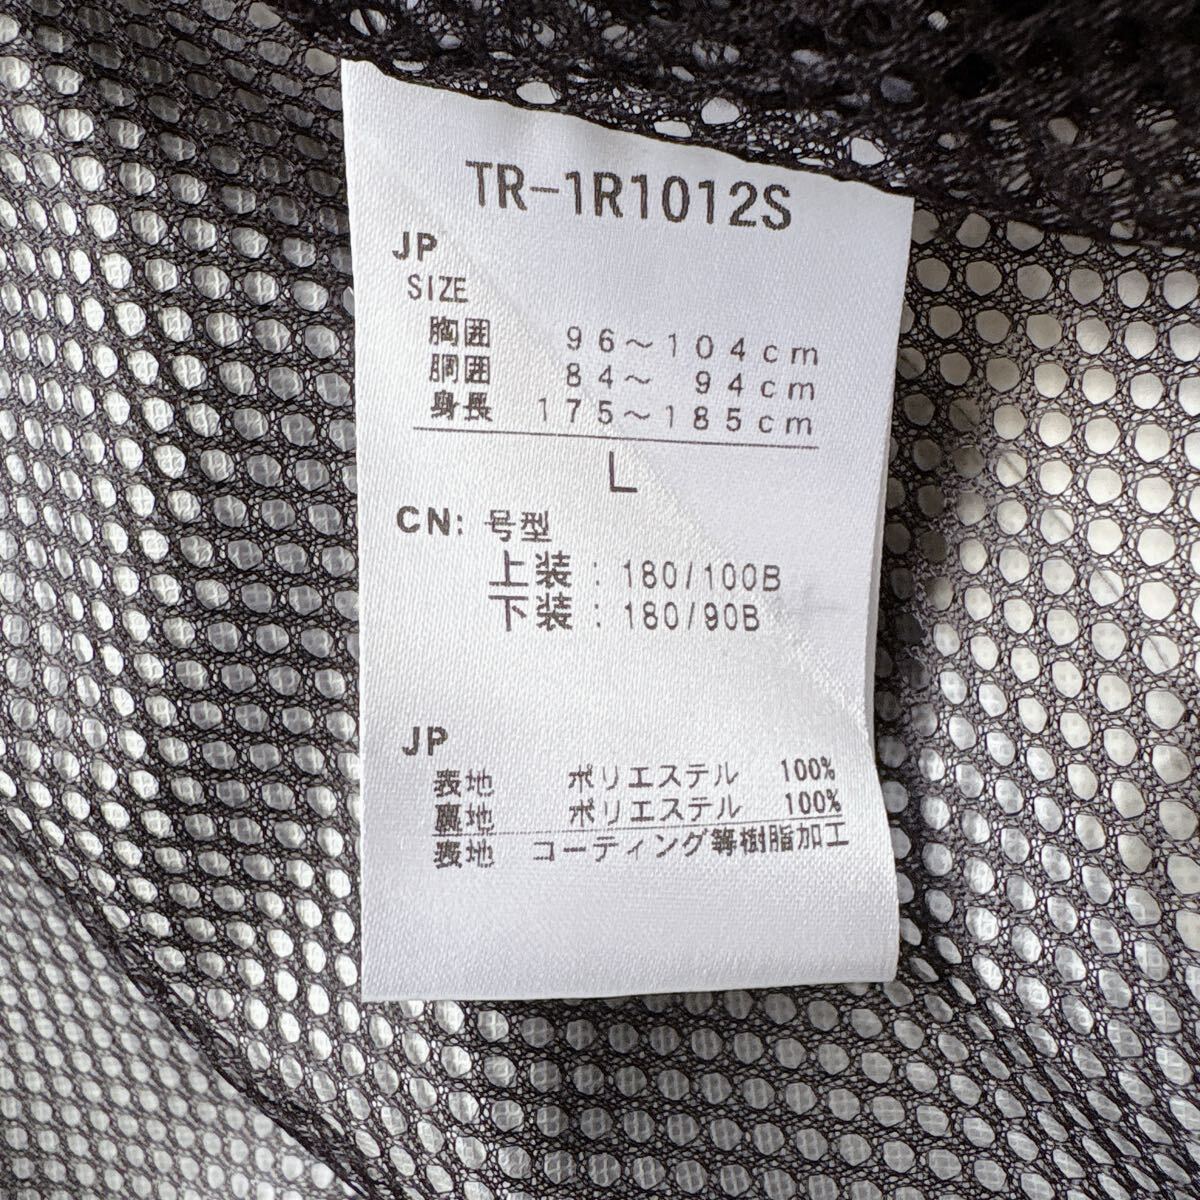 TR-1R1012S
JP
SIZE
胸囲 96～104cm
胴囲 84～ 94cm
身長 175～185cm
L
CN: 号型
上装 : 180/100B
下装 : 180/90B
JP
表地 ポリエステル 100%
裏地 ポリエステル 100%
表地 コーティング等樹脂加工